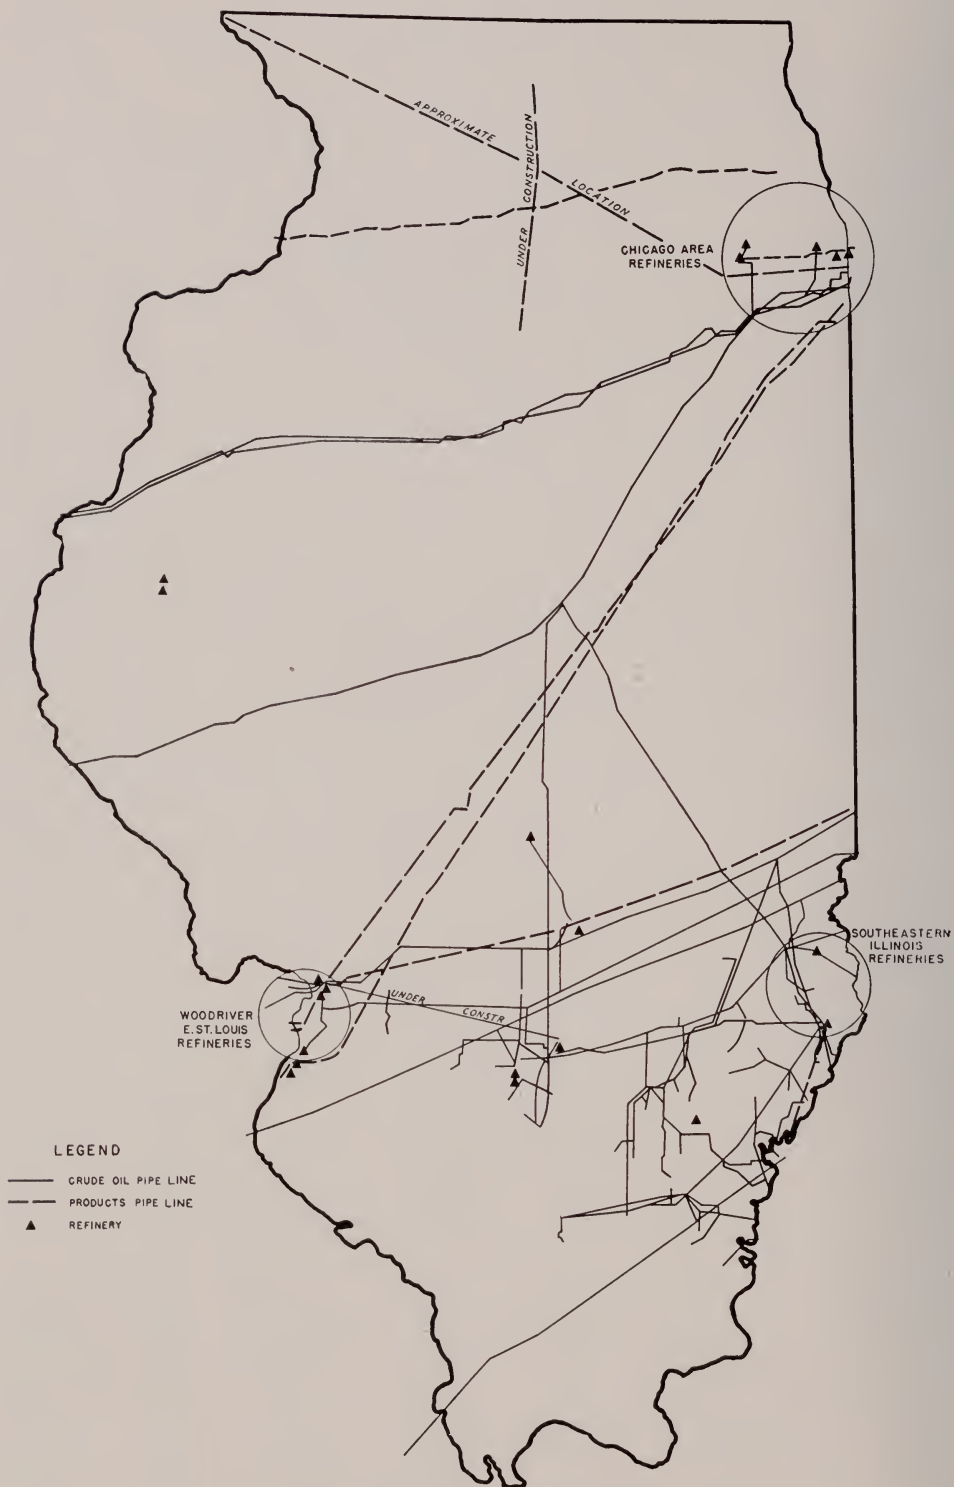 APPROXIMATE
LOCATION
UNDER CONSTRUCTION
CHICAGO AREA
REFINERIES
SOUTHEASTERN
ILLINOIS
REFINERIES
WOODRIVER
E. ST. LOUIS
REFINERIES
UNDER CONSTR
LEGEND
CRUDE OIL PIPE LINE
PRODUCTS PIPE LINE
REFINERY